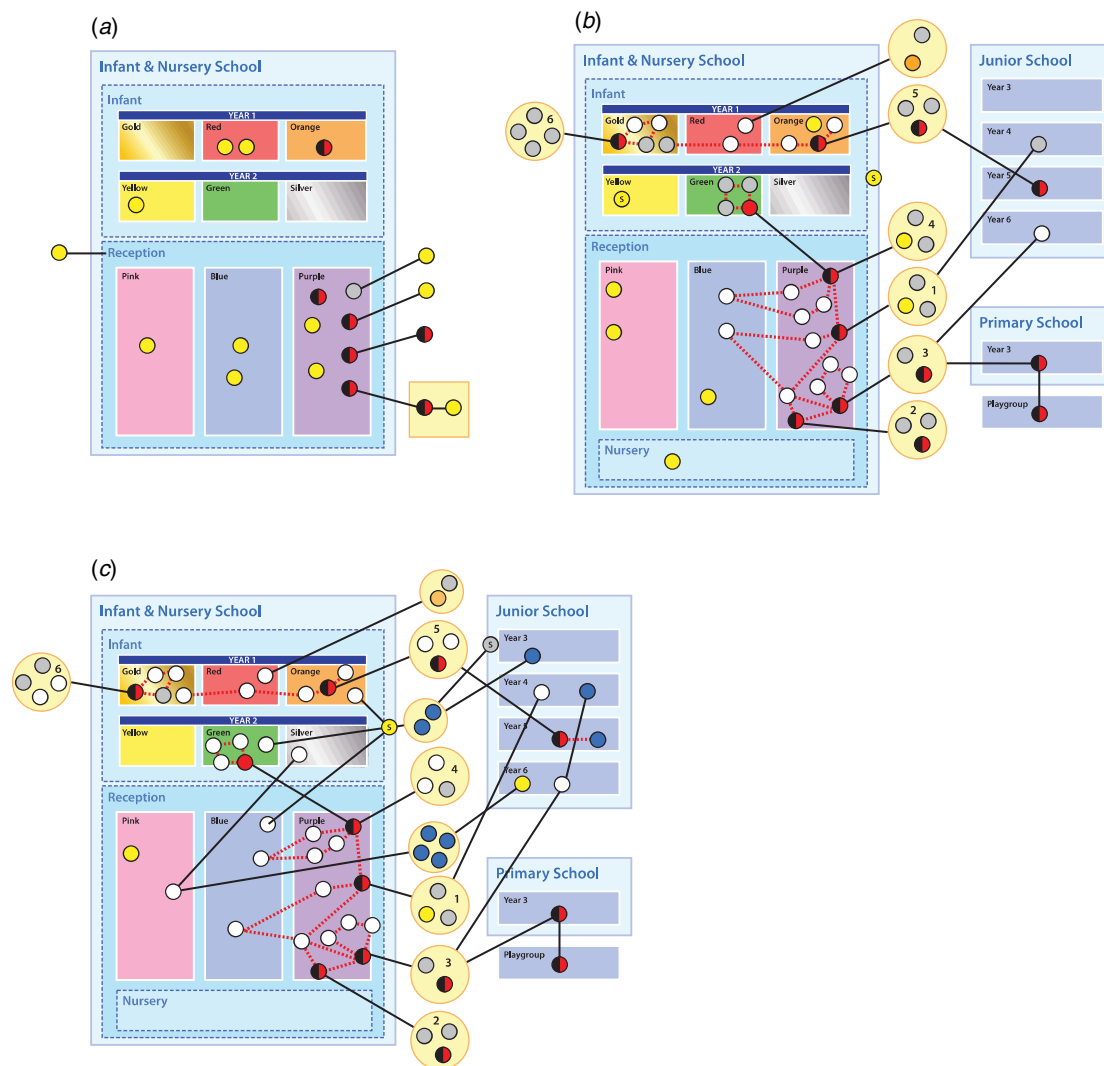 (a)
Infant & Nursery School
Infant
YEAR 1
Gold
Red
Orange
YEAR 2
Yellow
Green
Silver
S
Reception
Pink
Blue
Purple
(b)
Infant & Nursery School
Infant
YEAR 1
Gold
Red
Orange
YEAR 2
Yellow
Green
Silver
S
S
Reception
Pink
Blue
Purple
Nursery
6
5
4
1
3
2
Junior School
Year 3
Year 4
Year 5
Year 6
Primary School
Year 3
Playgroup
(c)
Infant & Nursery School
Infant
YEAR 1
Gold
Red
Orange
YEAR 2
Yellow
Green
Silver
S
Reception
Pink
Blue
Purple
Nursery
6
5
4
1
3
2
Junior School
S
Year 3
Year 4
Year 5
Year 6
Primary School
Year 3
Playgroup